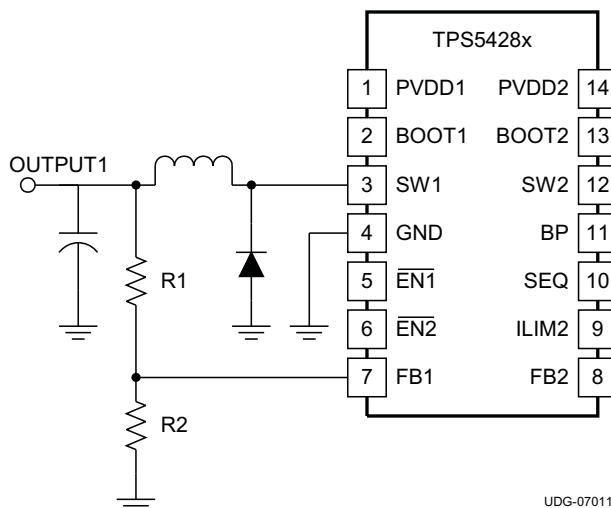 TPS5428x
1 PVDD1 PVDD2 14
2 BOOT1 BOOT2 13
OUTPUT1
3 SW1 SW2 12
4 GND BP 11
R1
5 EN1 SEQ 10
6 EN2 ILIM2 9
7 FB1 FB2 8
R2
UDG-07011